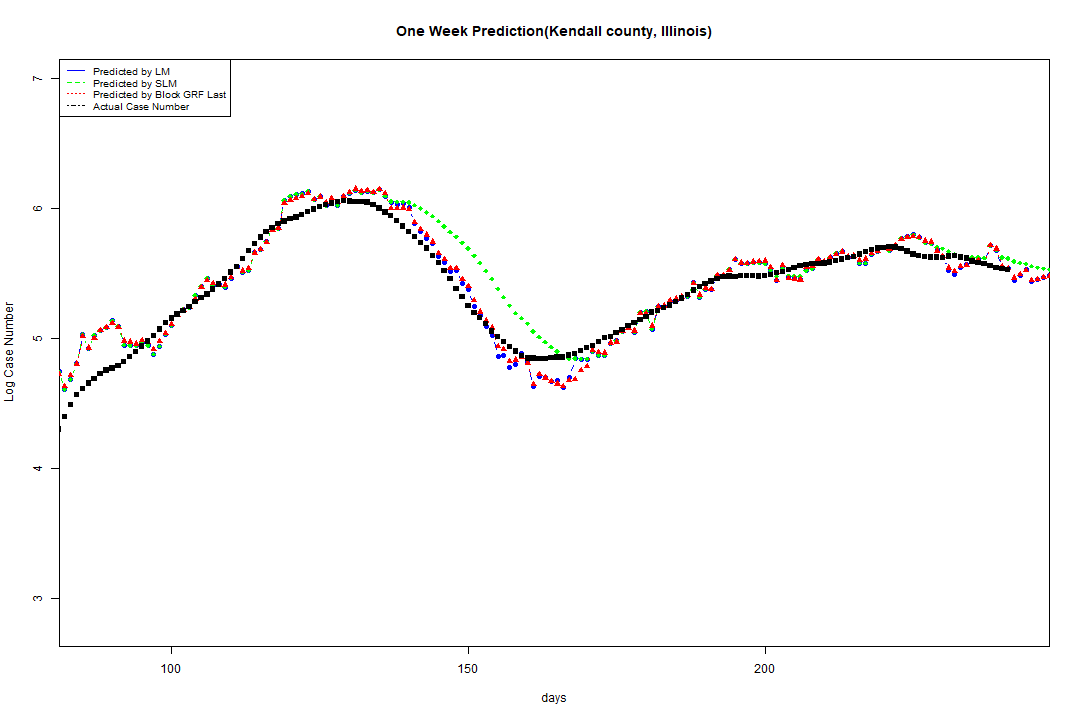 One Week Prediction(Kendall county, Illinois)
Predicted by LM
Predicted by SLM
Predicted by Block GRF Last
Actual Case Number
7
6
5
4
3
Log Case Number
100 150 200
days